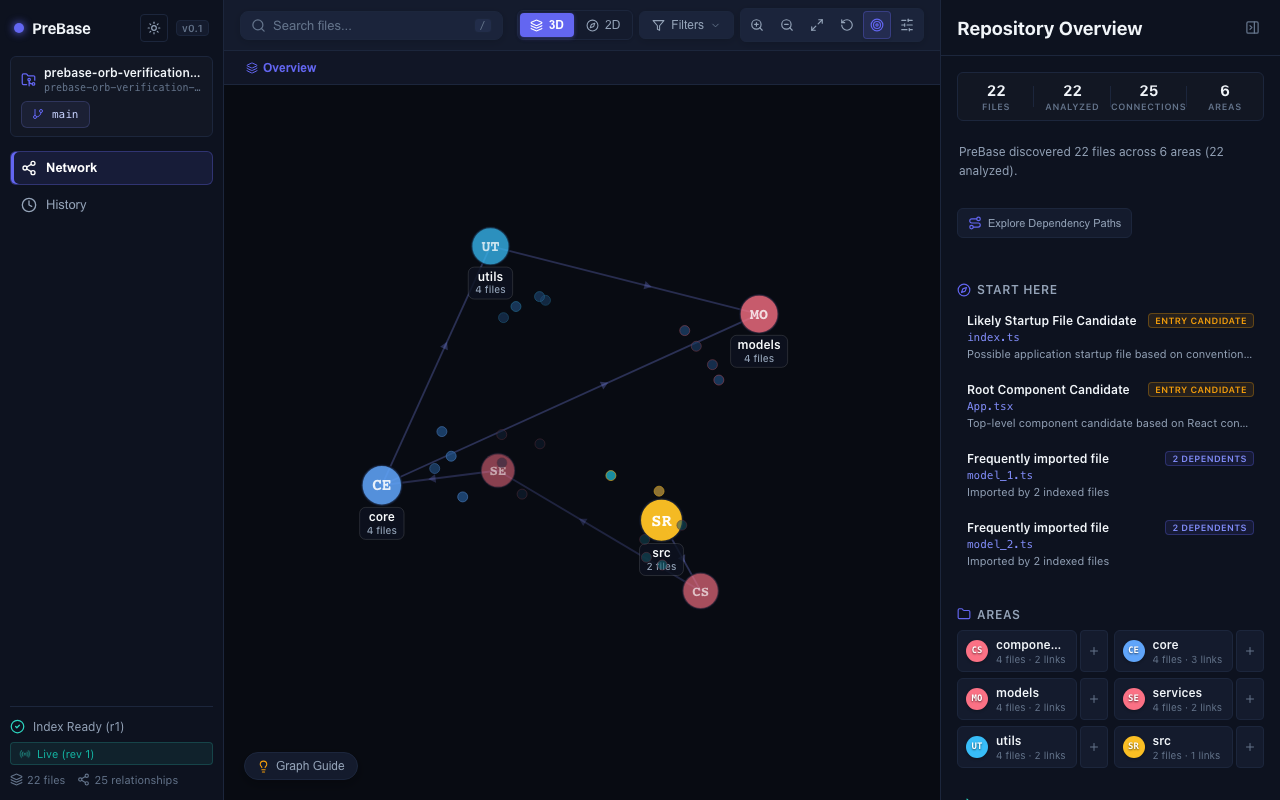 PreBase
v0.1
prebase-orb-verification...
prebase-orb-verification-…
main
Network
History
Index Ready (r1)
Live (rev 1)
22 files
25 relationships
Search files...
/
3D
2D
Filters
Overview
UT
utils
4 files
MO
models
4 files
CE
core
4 files
SE
SR
src
2 files
CS
Graph Guide
Repository Overview
22
FILES
22
ANALYZED
25
CONNECTIONS
6
AREAS
PreBase discovered 22 files across 6 areas (22
analyzed).
Explore Dependency Paths
START HERE
Likely Startup File Candidate
ENTRY CANDIDATE
index.ts
Possible application startup file based on convention...
Root Component Candidate
ENTRY CANDIDATE
App.tsx
Top-level component candidate based on React con...
Frequently imported file
2 DEPENDENTS
model_1.ts
Imported by 2 indexed files
Frequently imported file
2 DEPENDENTS
model_2.ts
Imported by 2 indexed files
AREAS
CS
compone...
4 files · 2 links
+
CE
core
4 files · 3 links
+
MO
models
4 files · 2 links
+
SE
services
4 files · 2 links
+
UT
utils
4 files · 2 links
+
SR
src
2 files · 1 links
+